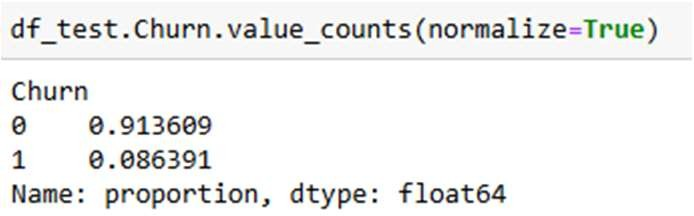 df_test.Churn.value_counts(normalize=True)
Churn
0    0.913609
1    0.086391
Name: proportion, dtype: float64